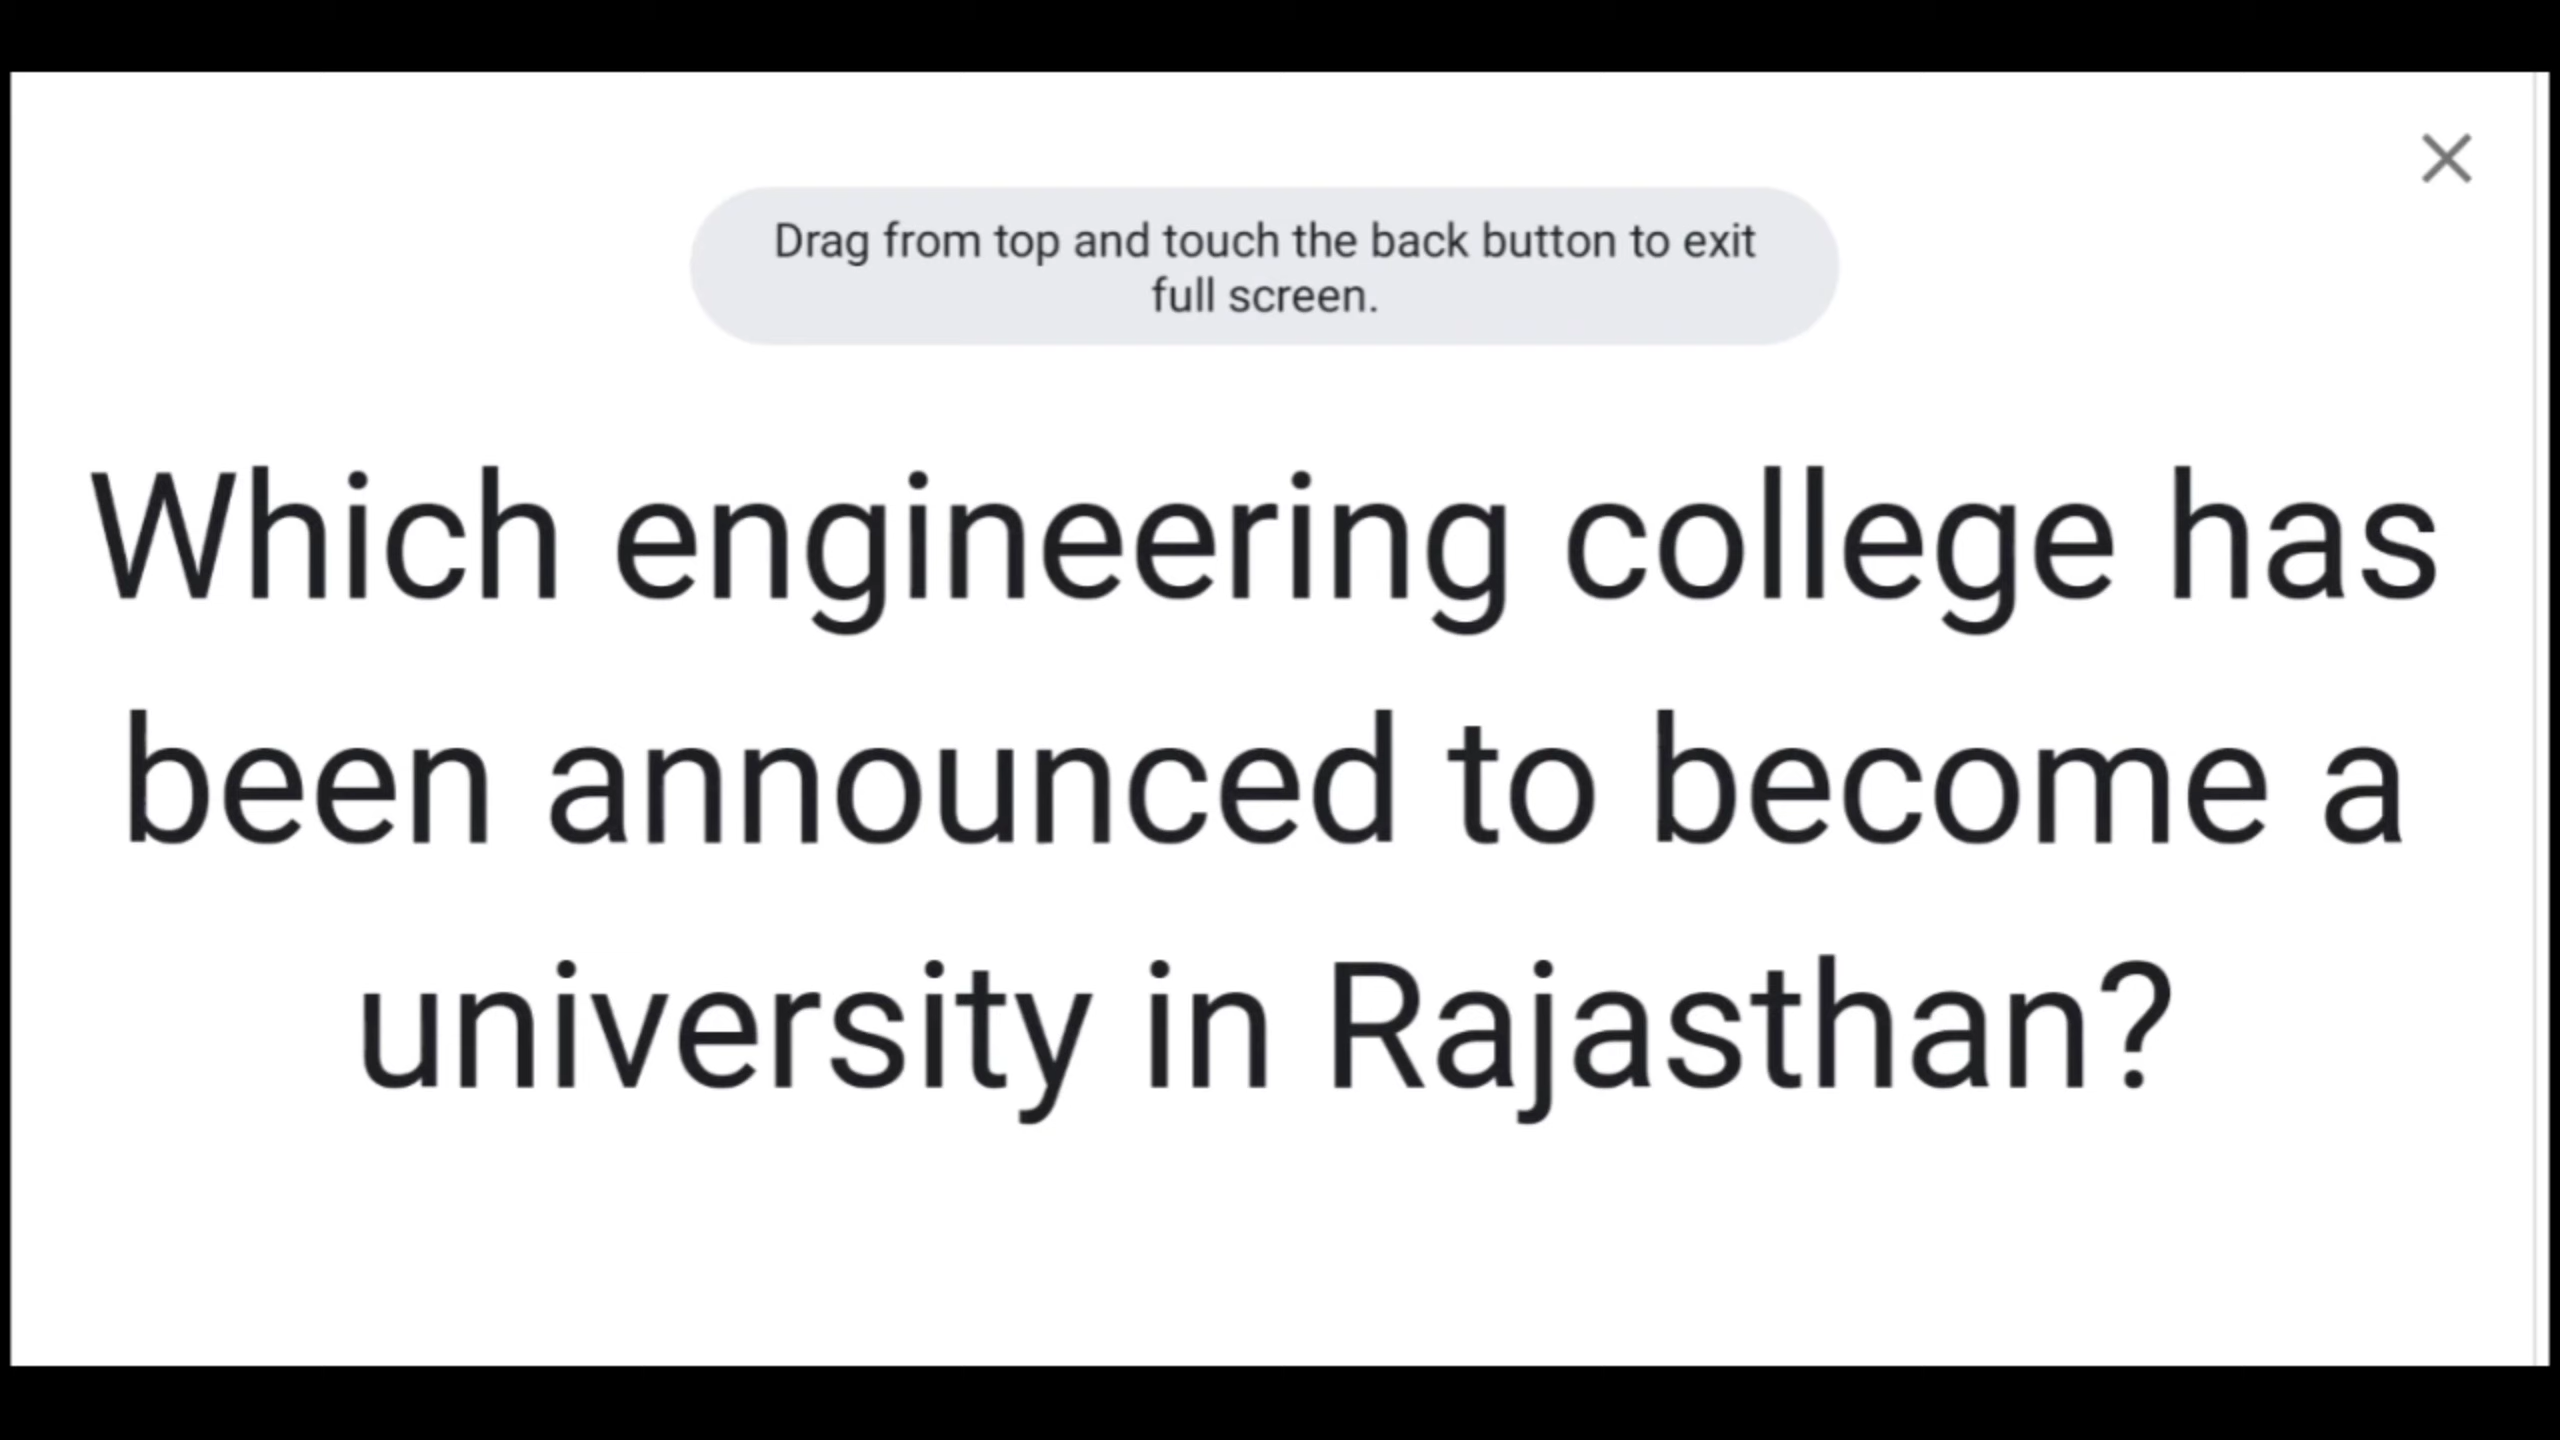 Drag from top and touch the back button to exit
full screen.
Which engineering college has
been announced to become a
university in Rajasthan?